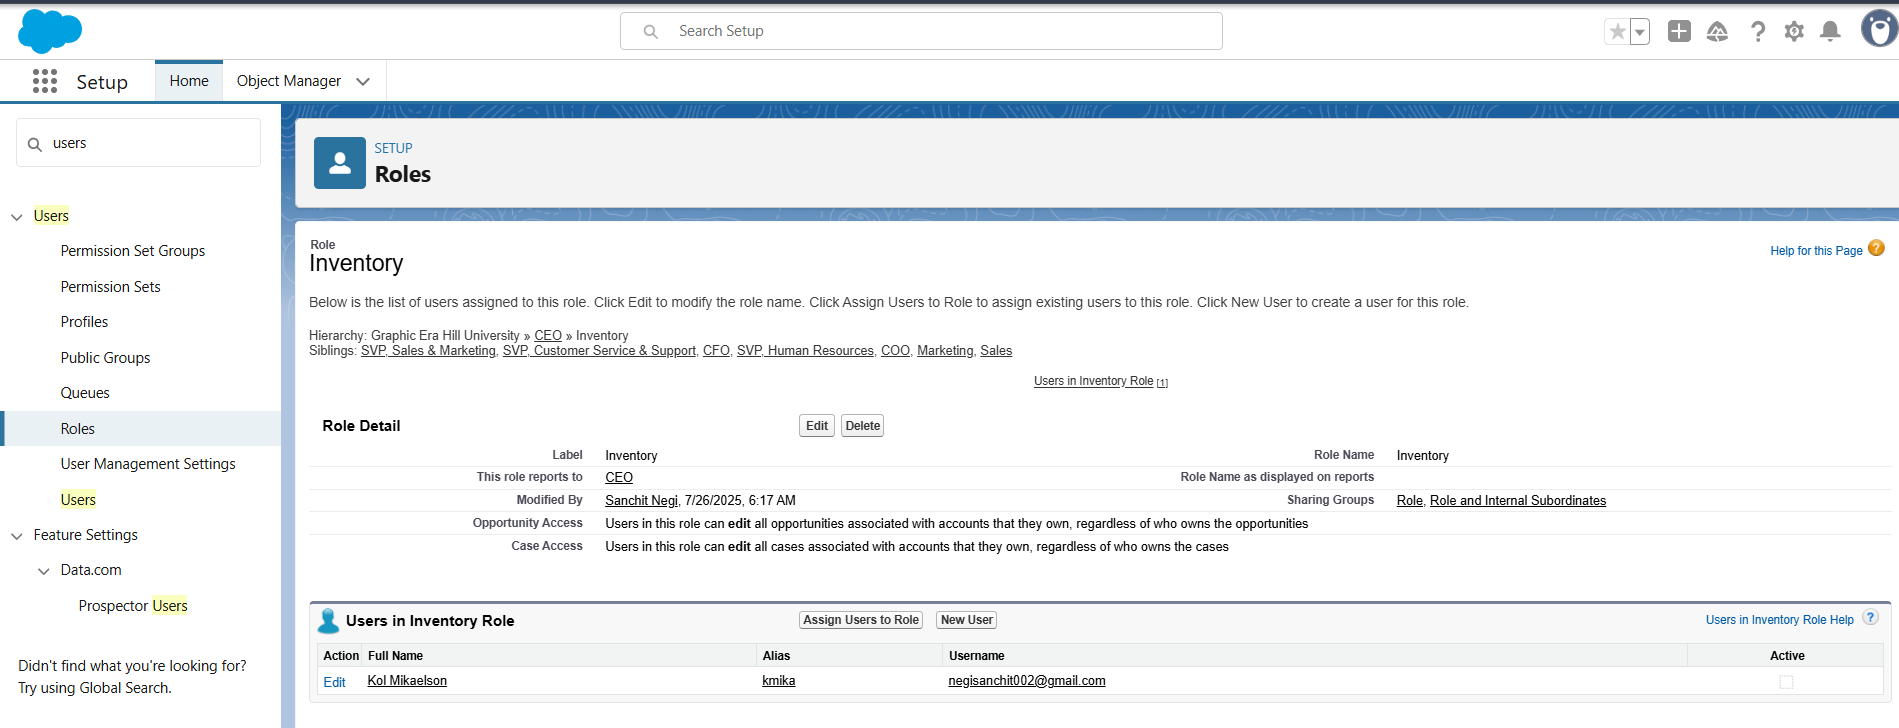 Search Setup
Setup
Home
Object Manager
users
Users
Permission Set Groups
Permission Sets
Profiles
Public Groups
Queues
Roles
User Management Settings
Users
Feature Settings
Data.com
Prospector Users
Didn't find what you're looking for?
Try using Global Search.
SETUP
Roles
Role
Inventory
Help for this Page ?
Below is the list of users assigned to this role. Click Edit to modify the role name. Click Assign Users to Role to assign existing users to this role. Click New User to create a user for this role.
Hierarchy: Graphic Era Hill University » CEO » Inventory
Siblings: SVP, Sales & Marketing, SVP, Customer Service & Support, CFO, SVP, Human Resources, COO, Marketing, Sales
Users in Inventory Role [1]
Role Detail Edit Delete
Label Inventory Role Name Inventory
This role reports to CEO Role Name as displayed on reports
Modified By Sanchit Negi, 7/26/2025, 6:17 AM Sharing Groups Role, Role and Internal Subordinates
Opportunity Access Users in this role can edit all opportunities associated with accounts that they own, regardless of who owns the opportunities
Case Access Users in this role can edit all cases associated with accounts that they own, regardless of who owns the cases
Users in Inventory Role Assign Users to Role New User Users in Inventory Role Help ?
Action Full Name Alias Username Active
Edit Kol Mikaelson kmika negisanchit002@gmail.com